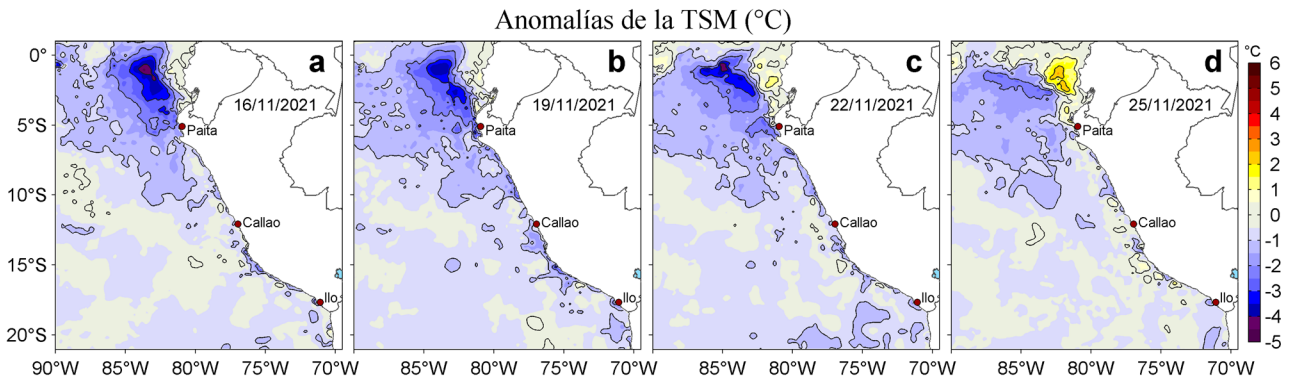 Anomalías de la TSM (°C)
a
16/11/2021
Paita
Callao
Ilo
b
19/11/2021
Paita
Callao
Ilo
c
22/11/2021
Paita
Callao
Ilo
d
25/11/2021
Paita
Callao
Ilo
0°
5°S
10°S
15°S
20°S
90°W 85°W 80°W 75°W 70°W
85°W 80°W 75°W 70°W
85°W 80°W 75°W 70°W
85°W 80°W 75°W 70°W
°C
6
5
4
3
2
1
0
-1
-2
-3
-4
-5